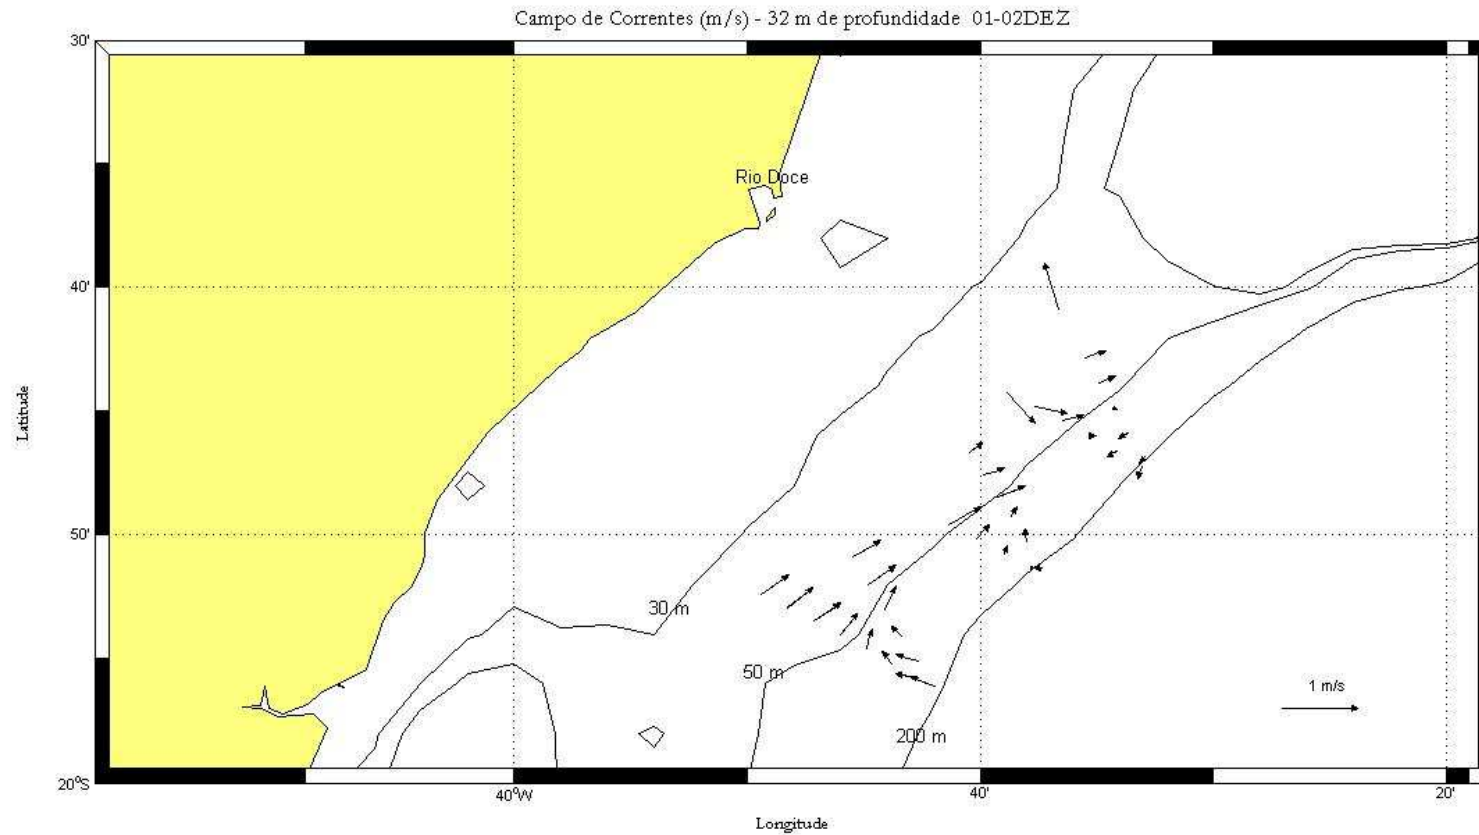 Campo de Correntes (m/s) - 32 m de profundidade 01-02DEZ
30'
Rio Doce
40'
Latitude
50'
30 m
50 m
1 m/s
200 m
20°S
40°W
40'
20'
Longitude